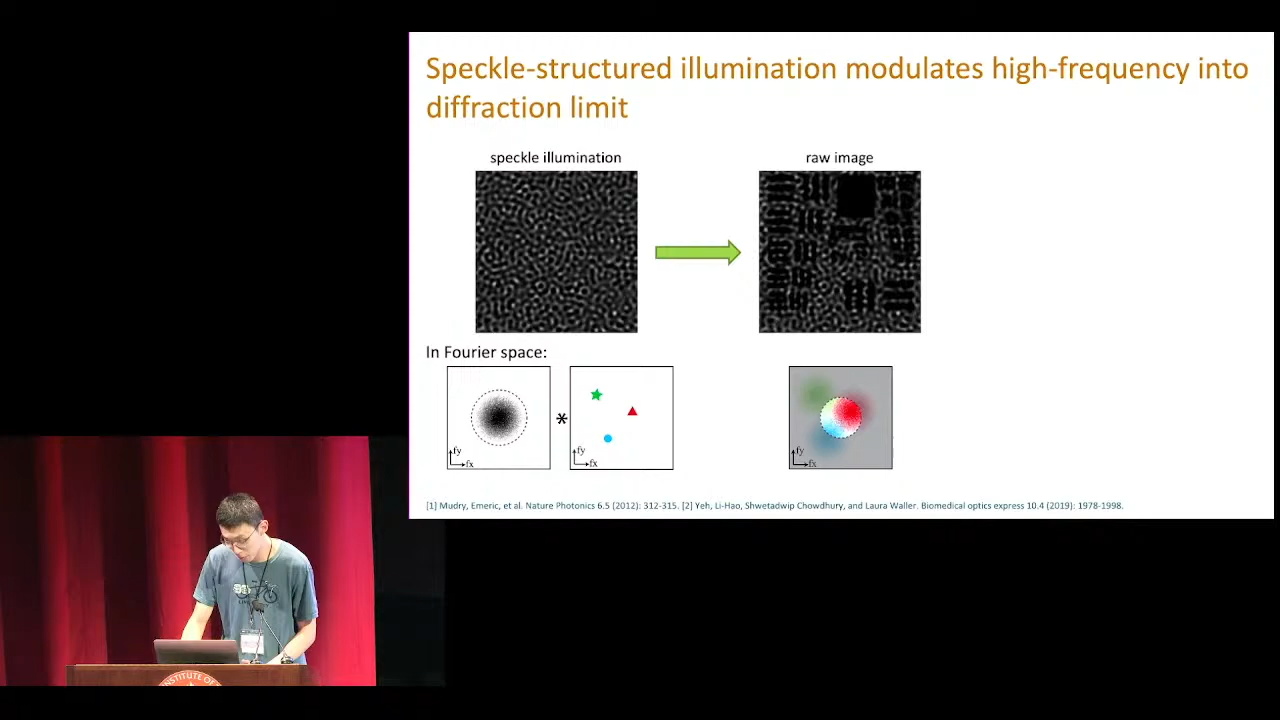 Speckle-structured illumination modulates high-frequency into
diffraction limit
speckle illumination
raw image
In Fourier space:
*
fy
fx
fy
fx
fy
fx
[1] Mudry, Emeric, et al. Nature Photonics 6.5 (2012): 312-315. [2] Yeh, Li-Hao, Shwetadwip Chowdhury, and Laura Waller. Biomedical optics express 10.4 (2019): 1978-1998.
INSTITUTE OF